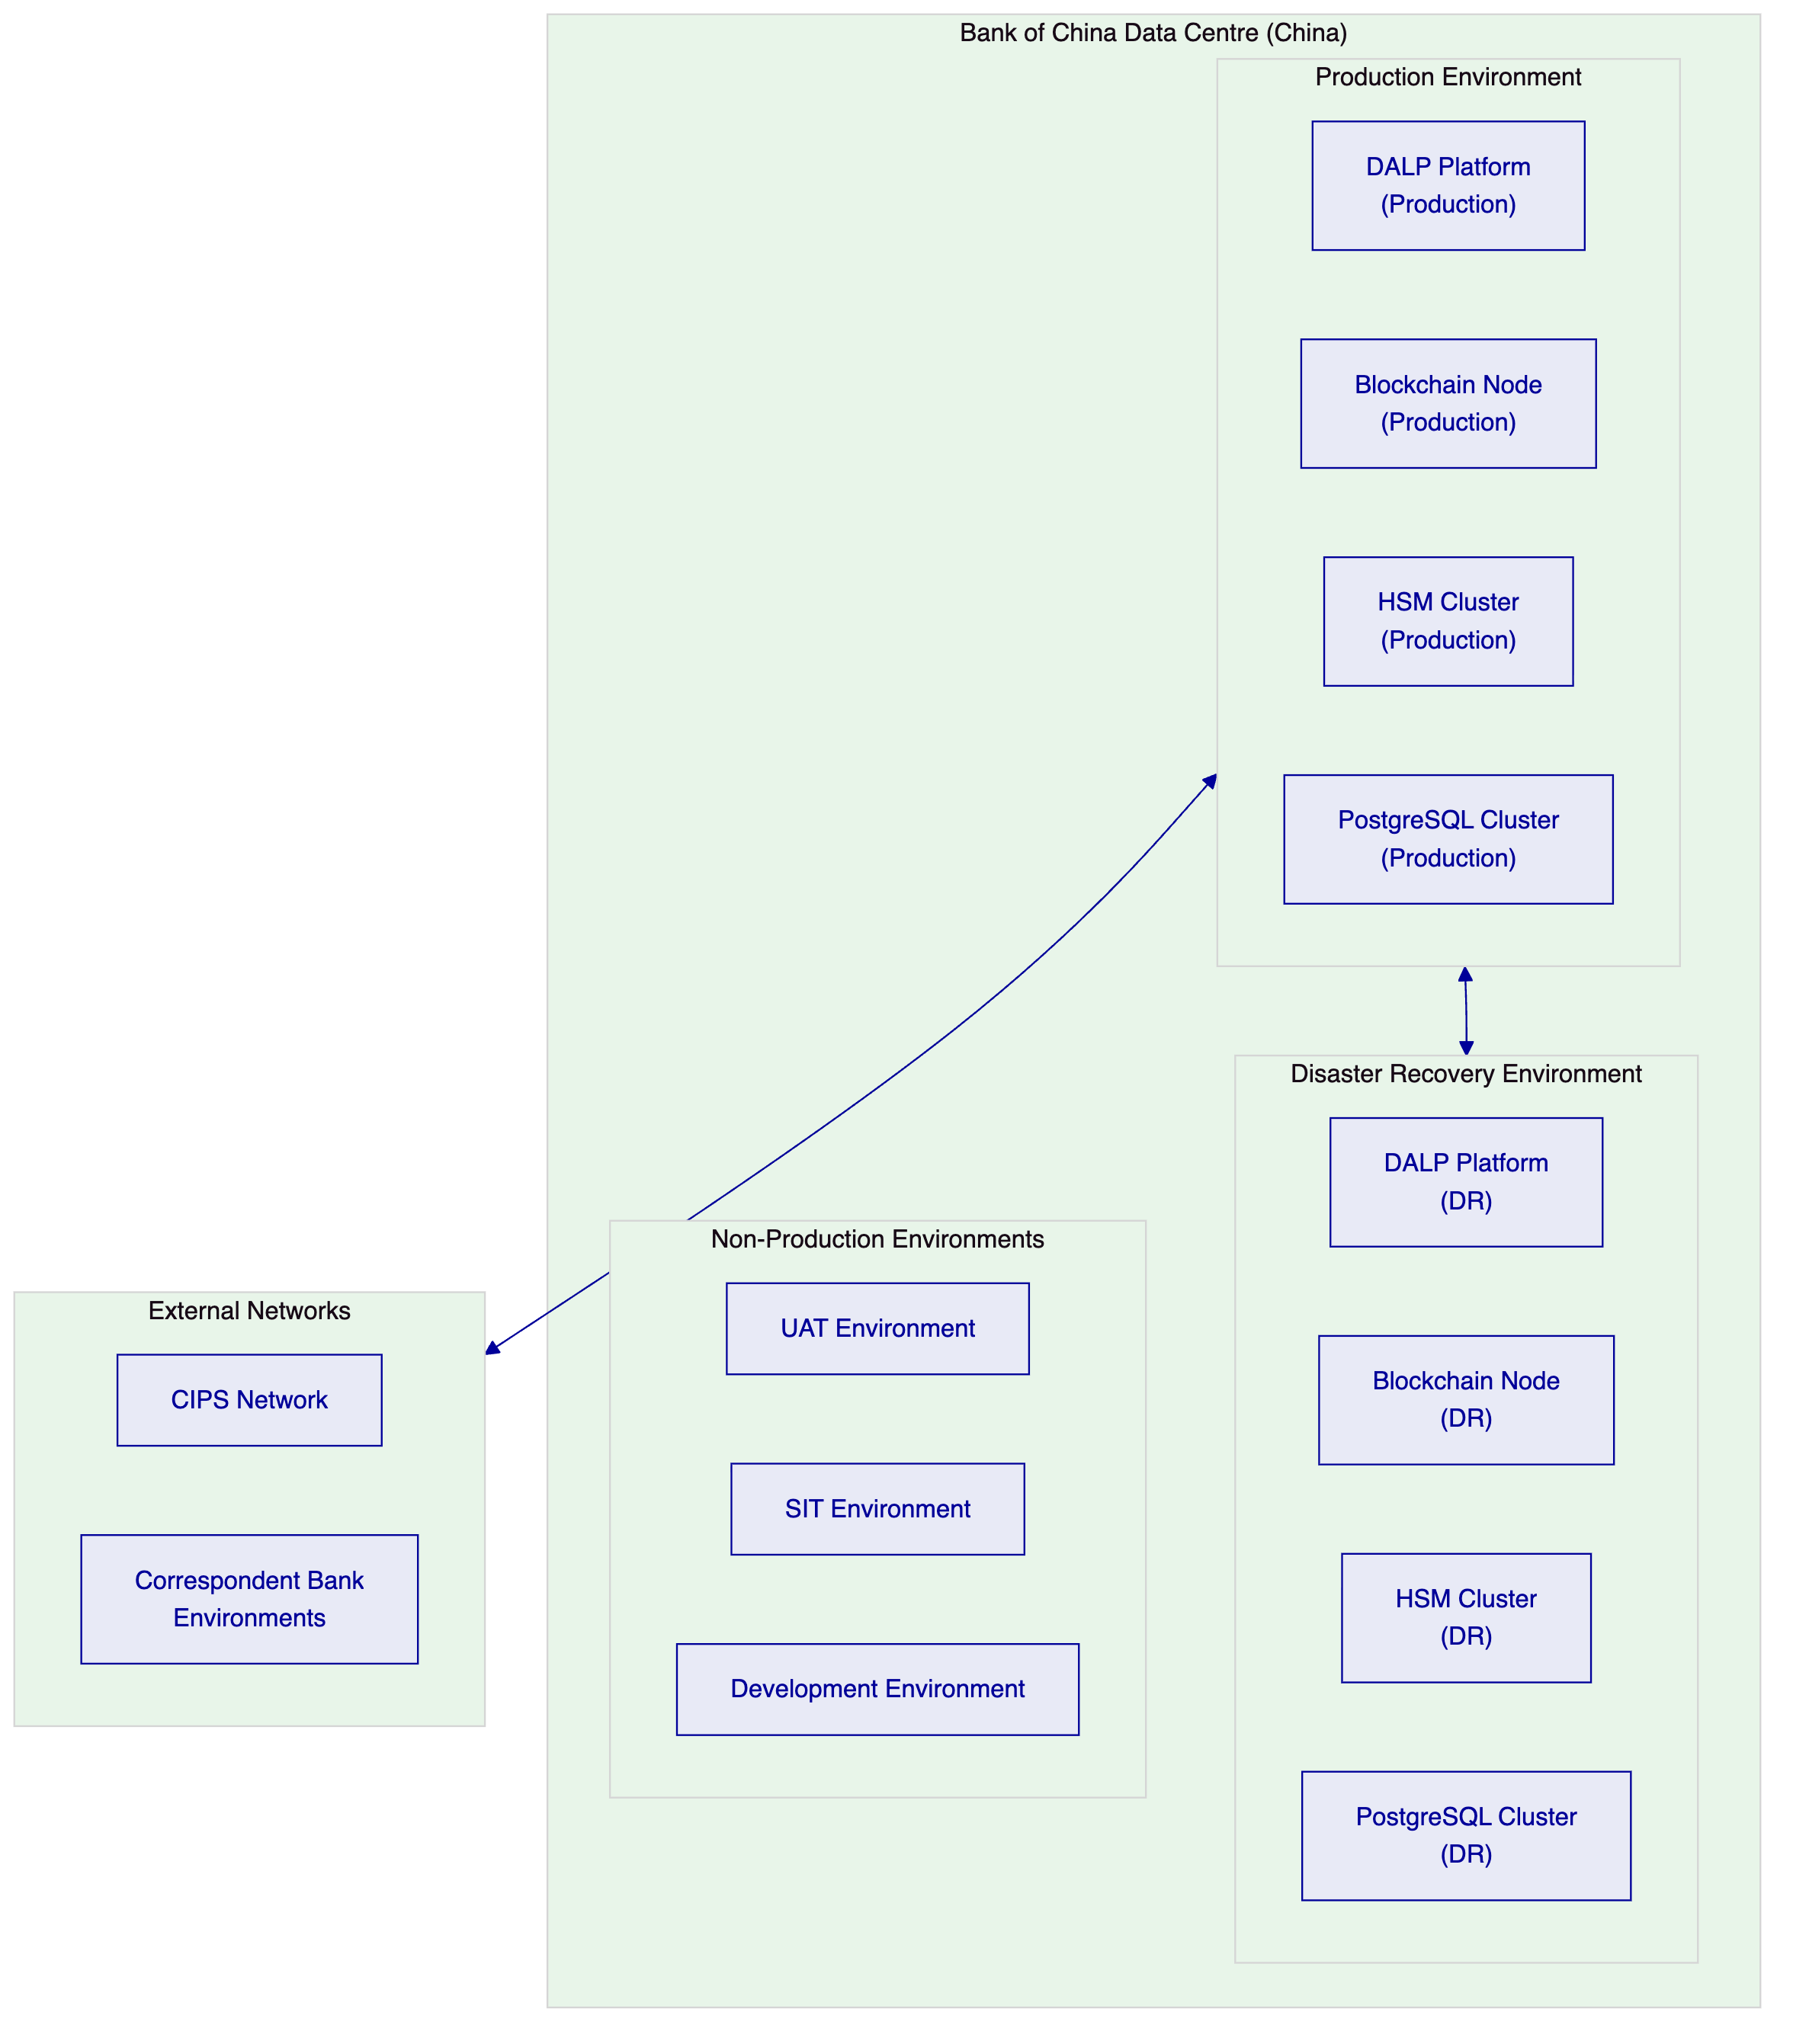 Bank of China Data Centre (China)
Production Environment
DALP Platform
(Production)
Blockchain Node
(Production)
HSM Cluster
(Production)
PostgreSQL Cluster
(Production)
Disaster Recovery Environment
DALP Platform
(DR)
Blockchain Node
(DR)
HSM Cluster
(DR)
PostgreSQL Cluster
(DR)
Non-Production Environments
UAT Environment
SIT Environment
Development Environment
External Networks
CIPS Network
Correspondent Bank
Environments